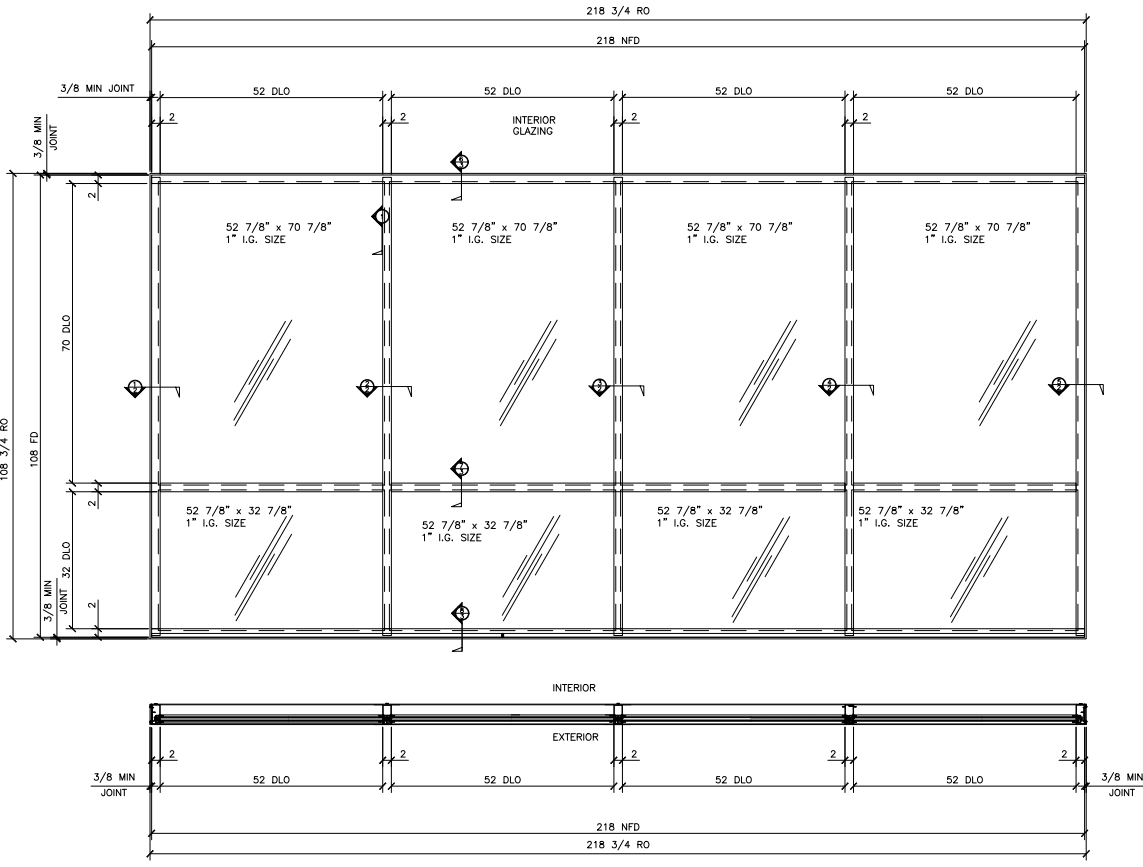 218 3/4 RO
218 NFD
3/8 MIN JOINT
52 DLO
52 DLO
52 DLO
52 DLO
2
2
2
2
INTERIOR
GLAZING
3/8 MIN
JOINT
2
52 7/8" x 70 7/8"
1" I.G. SIZE
52 7/8" x 70 7/8"
1" I.G. SIZE
52 7/8" x 70 7/8"
1" I.G. SIZE
52 7/8" x 70 7/8"
1" I.G. SIZE
70 DLO
108 3/4 RO
108 FD
2
52 7/8" x 32 7/8"
1" I.G. SIZE
52 7/8" x 32 7/8"
1" I.G. SIZE
52 7/8" x 32 7/8"
1" I.G. SIZE
52 7/8" x 32 7/8"
1" I.G. SIZE
32 DLO
3/8 MIN
JOINT
2
INTERIOR
EXTERIOR
2
2
2
2
3/8 MIN
JOINT
52 DLO
52 DLO
52 DLO
52 DLO
3/8 MIN
JOINT
218 NFD
218 3/4 RO